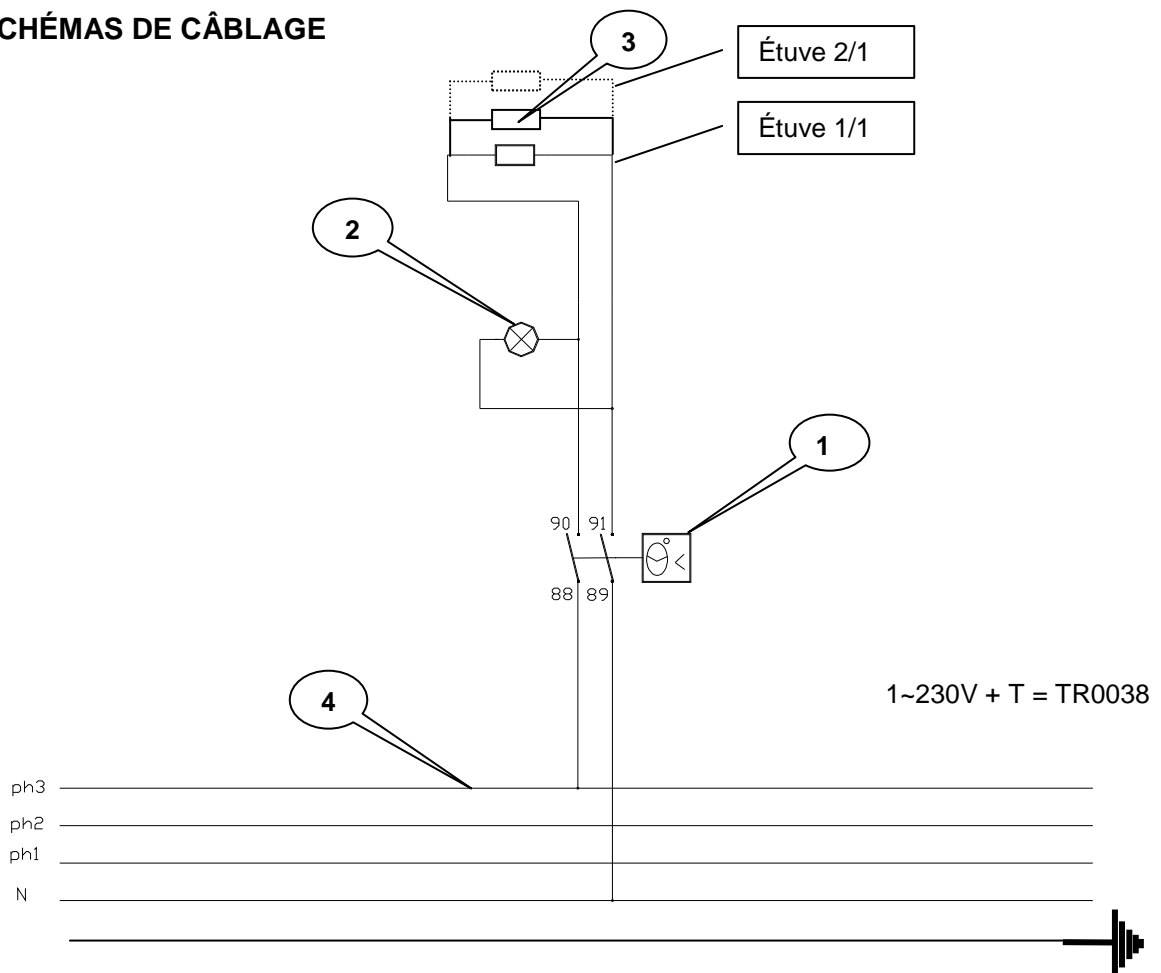 CHÉMAS DE CÂBLAGE
3
Étuve 2/1
Étuve 1/1
2
1
90 91
88 89
4
1~230V + T = TR0038
ph3
ph2
ph1
N